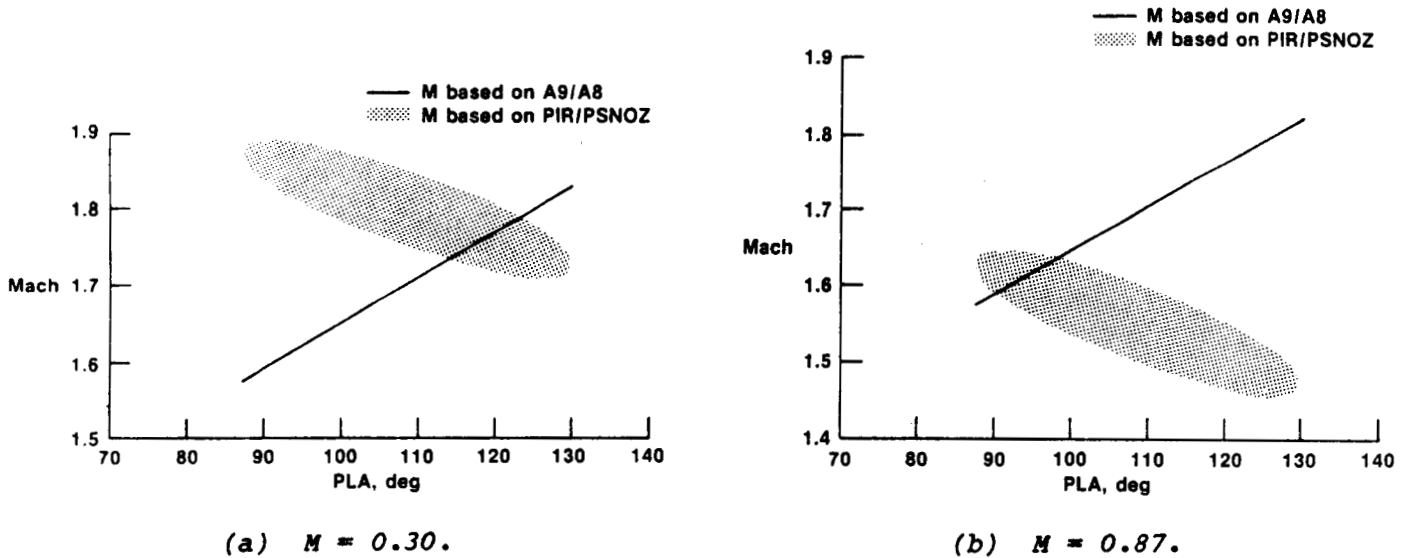 M based on A9/A8
M based on PIR/PSNOZ
1.9
1.8
Mach
1.7
1.6
1.5
70 80 90 100 110 120 130 140
PLA, deg
(a) M = 0.30.
M based on A9/A8
M based on PIR/PSNOZ
1.9
1.8
1.7
Mach
1.6
1.5
1.4
70 80 90 100 110 120 130 140
PLA, deg
(b) M = 0.87.